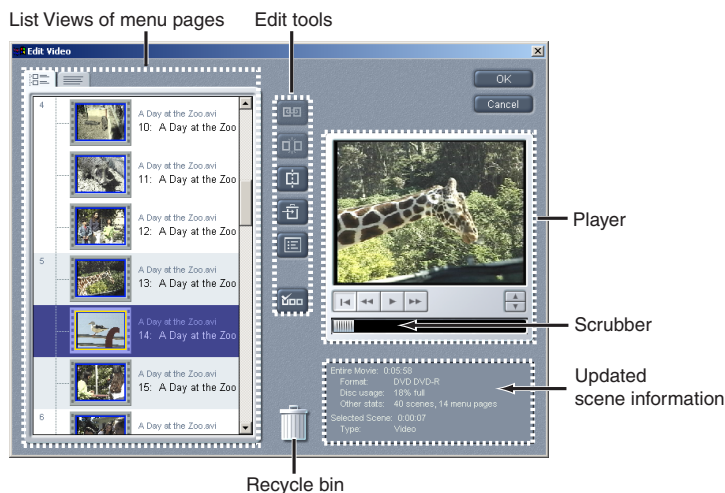 List Views of menu pages
Edit tools
Edit Video
OK
Cancel
4
A Day at the Zoo.avi
10: A Day at the Zoo
A Day at the Zoo.avi
11: A Day at the Zoo
A Day at the Zoo.avi
12: A Day at the Zoo
5
A Day at the Zoo.avi
13: A Day at the Zoo
A Day at the Zoo.avi
14: A Day at the Zoo
A Day at the Zoo.avi
15: A Day at the Zoo
6
A Day at the Zoo.avi
Player
Scrubber
Entire Movie: 0:05:58
Format: DVD DVD-R
Disc usage: 18% full
Other stats: 40 scenes, 14 menu pages
Selected Scene: 0:00:07
Type: Video
Updated
scene information
Recycle bin